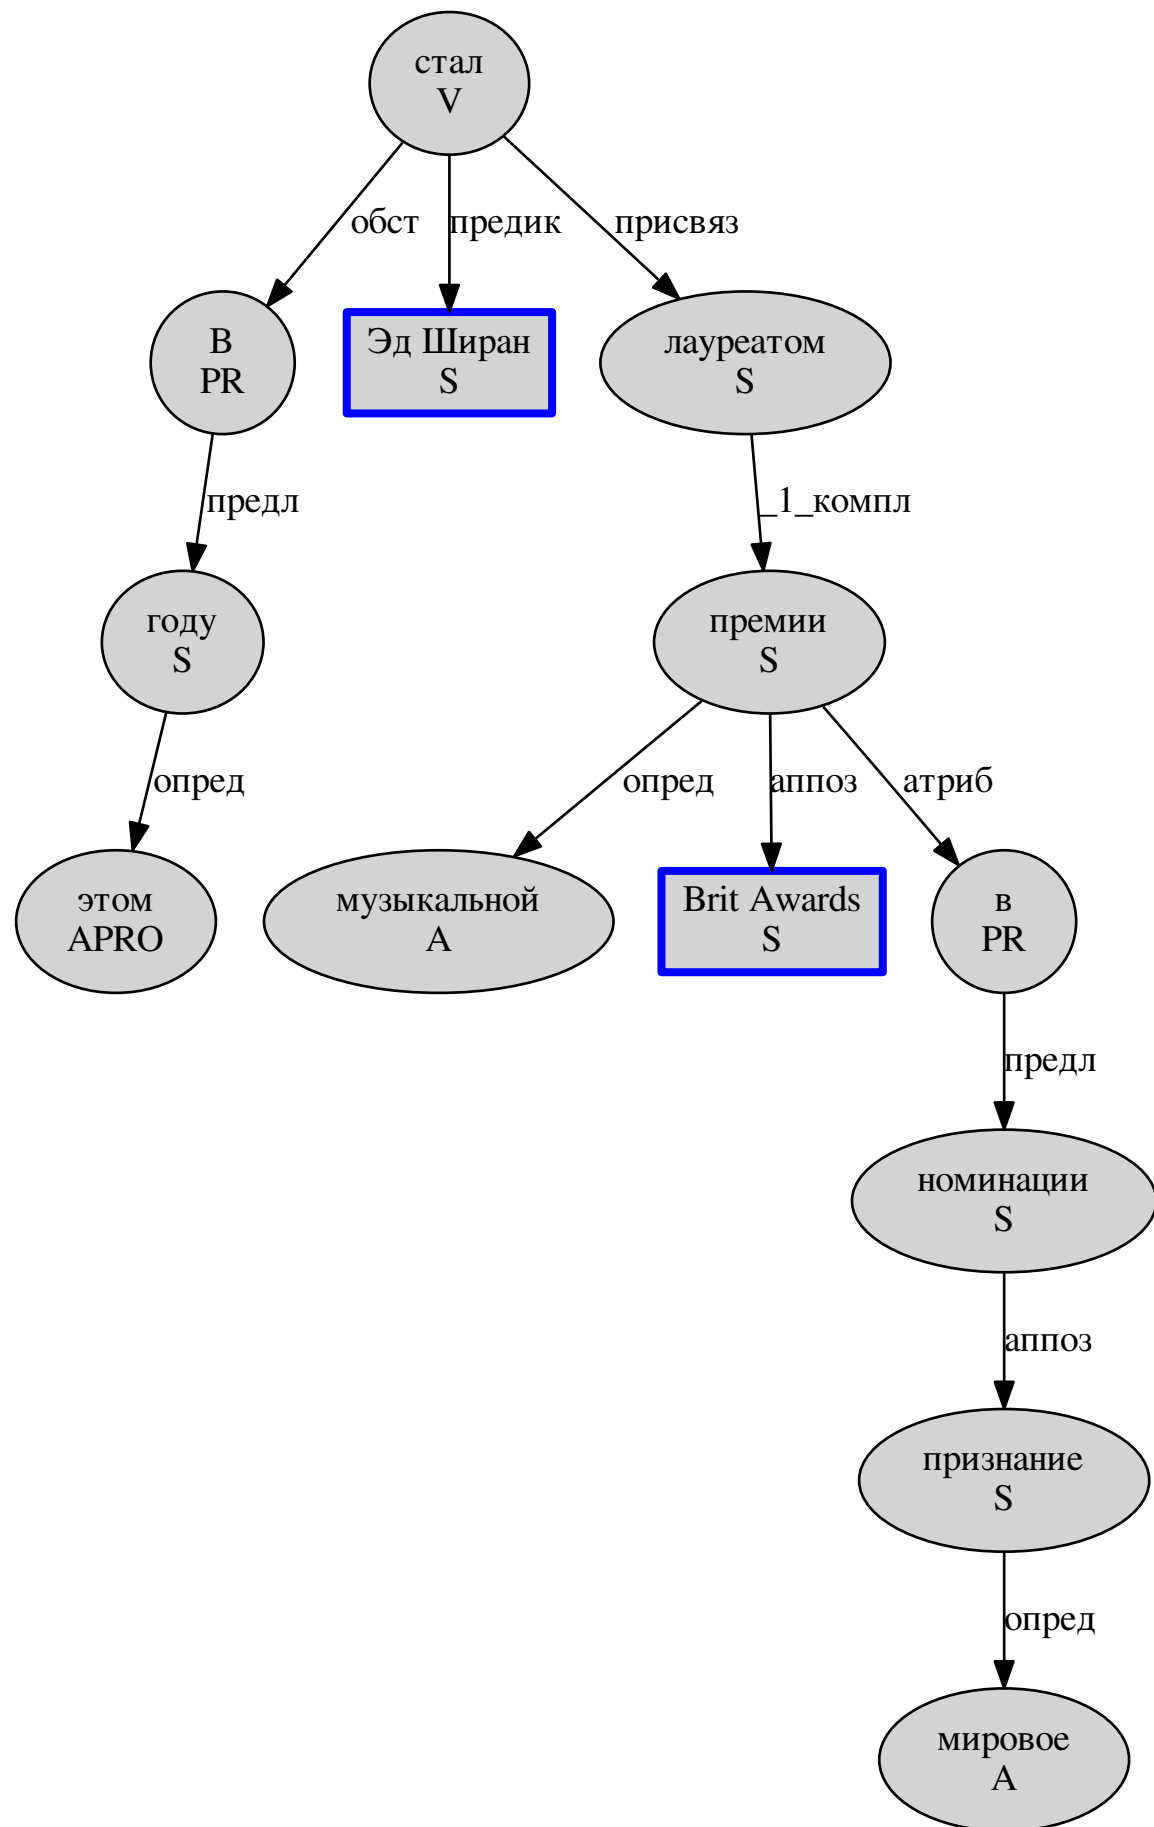 стал
V
обст
предик
присвяз
В
PR
Эд Ширан
S
лауреатом
S
предл
_1_компл
году
S
премии
S
опред
опред
аппоз
атриб
этом
APRO
музыкальной
A
Brit Awards
S
в
PR
предл
номинации
S
аппоз
признание
S
опред
мировое
A